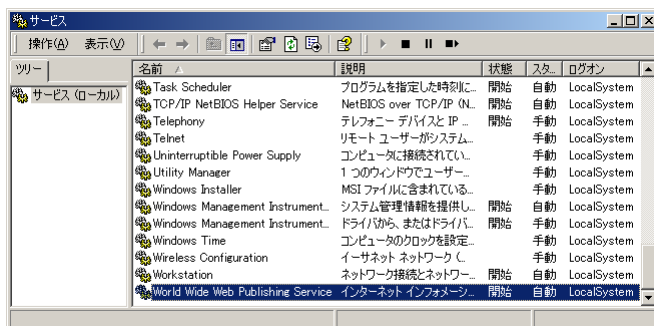 サービス
操作(A) 表示(V)
ツリー 名前 説明 状態 スタ... ログオン
サービス (ローカル)
Task Scheduler プログラムを指定した時刻に... 開始 自動 LocalSystem
TCP/IP NetBIOS Helper Service NetBIOS over TCP/IP (N... 開始 自動 LocalSystem
Telephony テレフォニー デバイスと IP ... 開始 手動 LocalSystem
Telnet リモート ユーザーがシステム... 手動 LocalSystem
Uninterruptible Power Supply コンピュータに接続されてい... 手動 LocalSystem
Utility Manager 1 つのウィンドウでユーザー... 手動 LocalSystem
Windows Installer MSI ファイルに含まれている... 手動 LocalSystem
Windows Management Instrument... システム管理情報を提供し... 開始 自動 LocalSystem
Windows Management Instrument... ドライバから、またはドライバ... 開始 手動 LocalSystem
Windows Time コンピュータのクロックを設定... 手動 LocalSystem
Wireless Configuration イーサネット ネットワーク (... 手動 LocalSystem
Workstation ネットワーク接続とネットワー... 開始 自動 LocalSystem
World Wide Web Publishing Service インターネット インフォメーシ... 開始 自動 LocalSystem